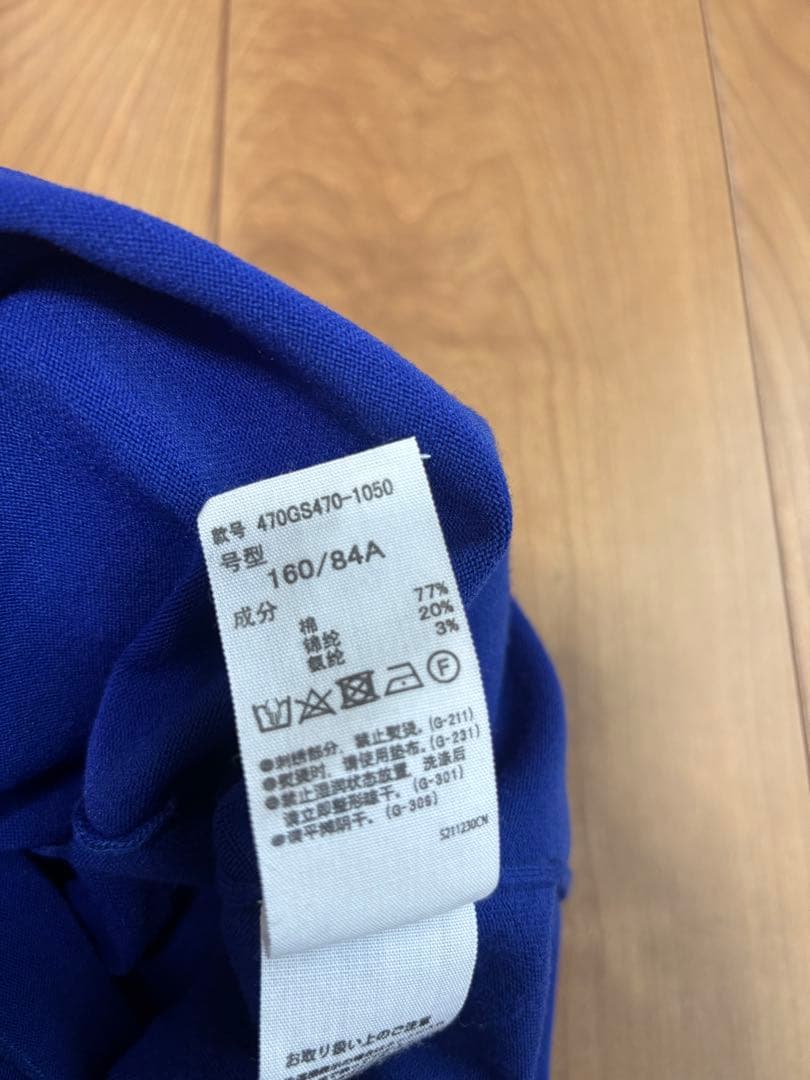 款号 470GS470-1050
号型
160/84A
成分
棉 77%
锦纶 20%
氨纶 3%
F
●刺绣部分，禁止熨烫。(G-211)
●熨烫时，请使用垫布。(G-231)
●禁止湿润状态放置，洗涤后
请立即整形晾干。(G-301)
●请平摊阴干。(G-309)
S211230CN
お取り扱い上のご注意